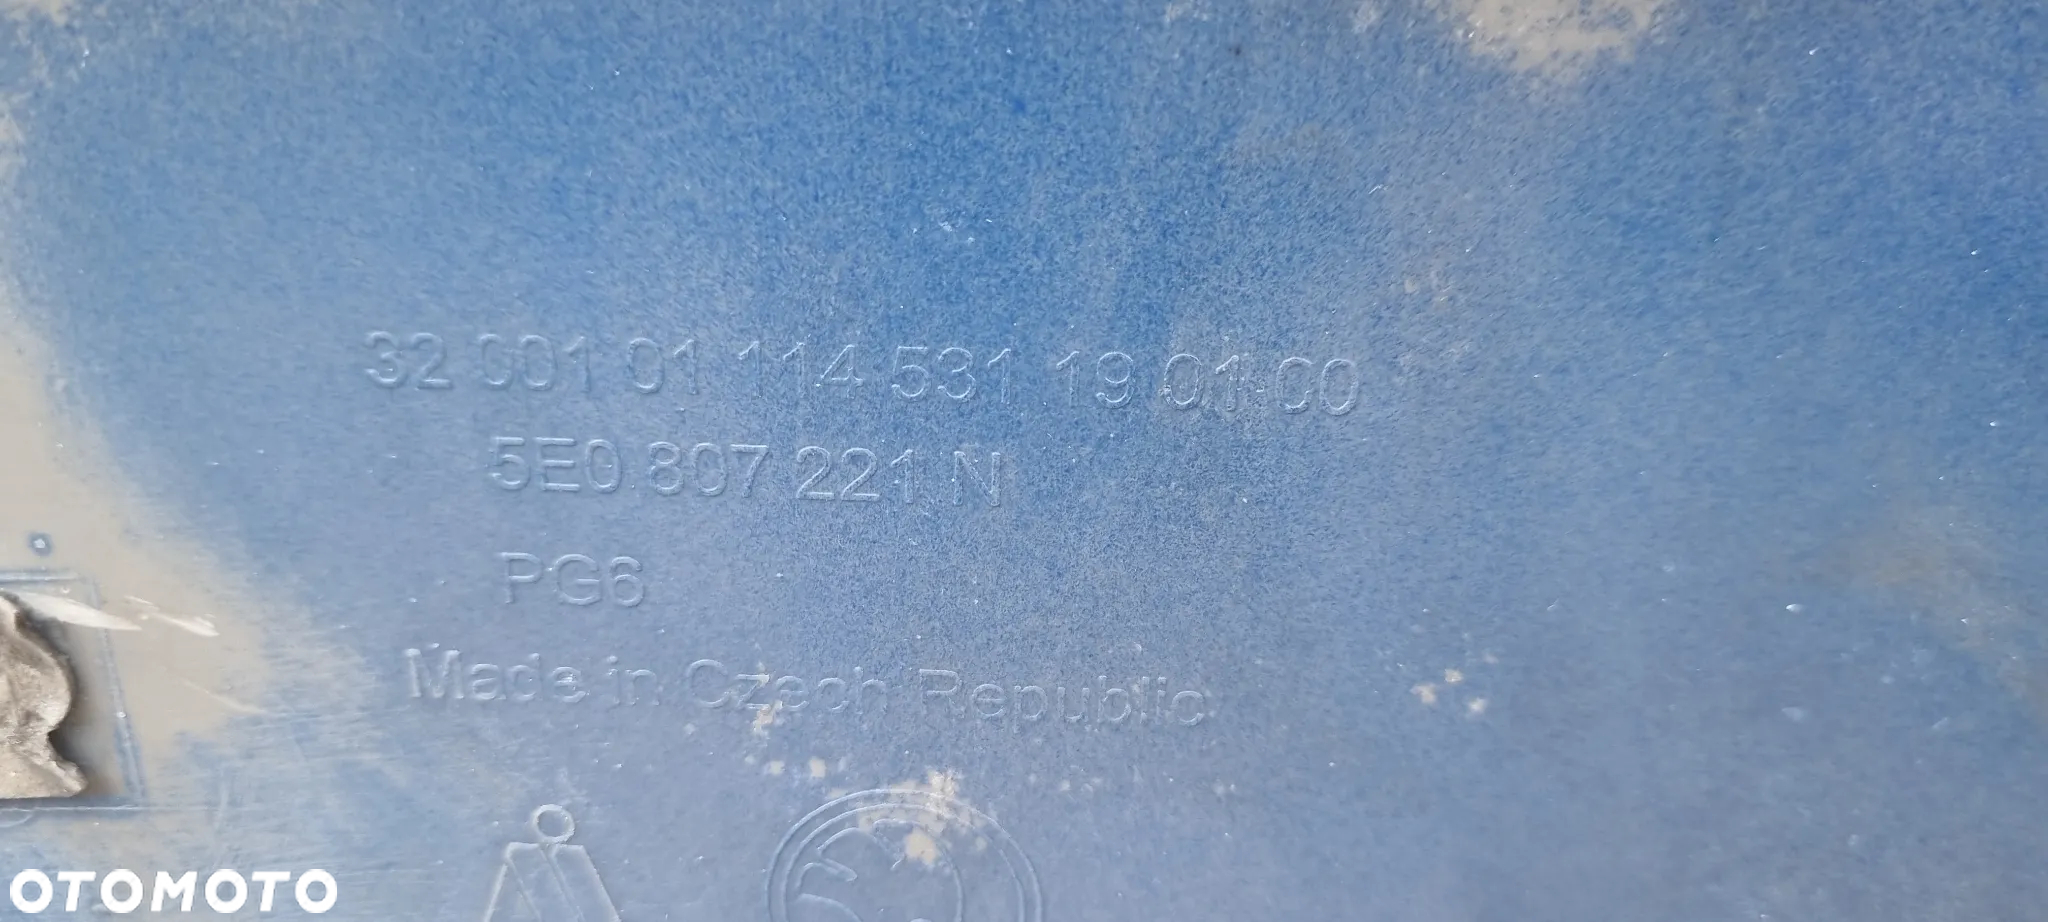 32 001 01 114 531 19 01 00
5E0 807 221 N
PG6
Made in Czech Republic
OTOMOTO